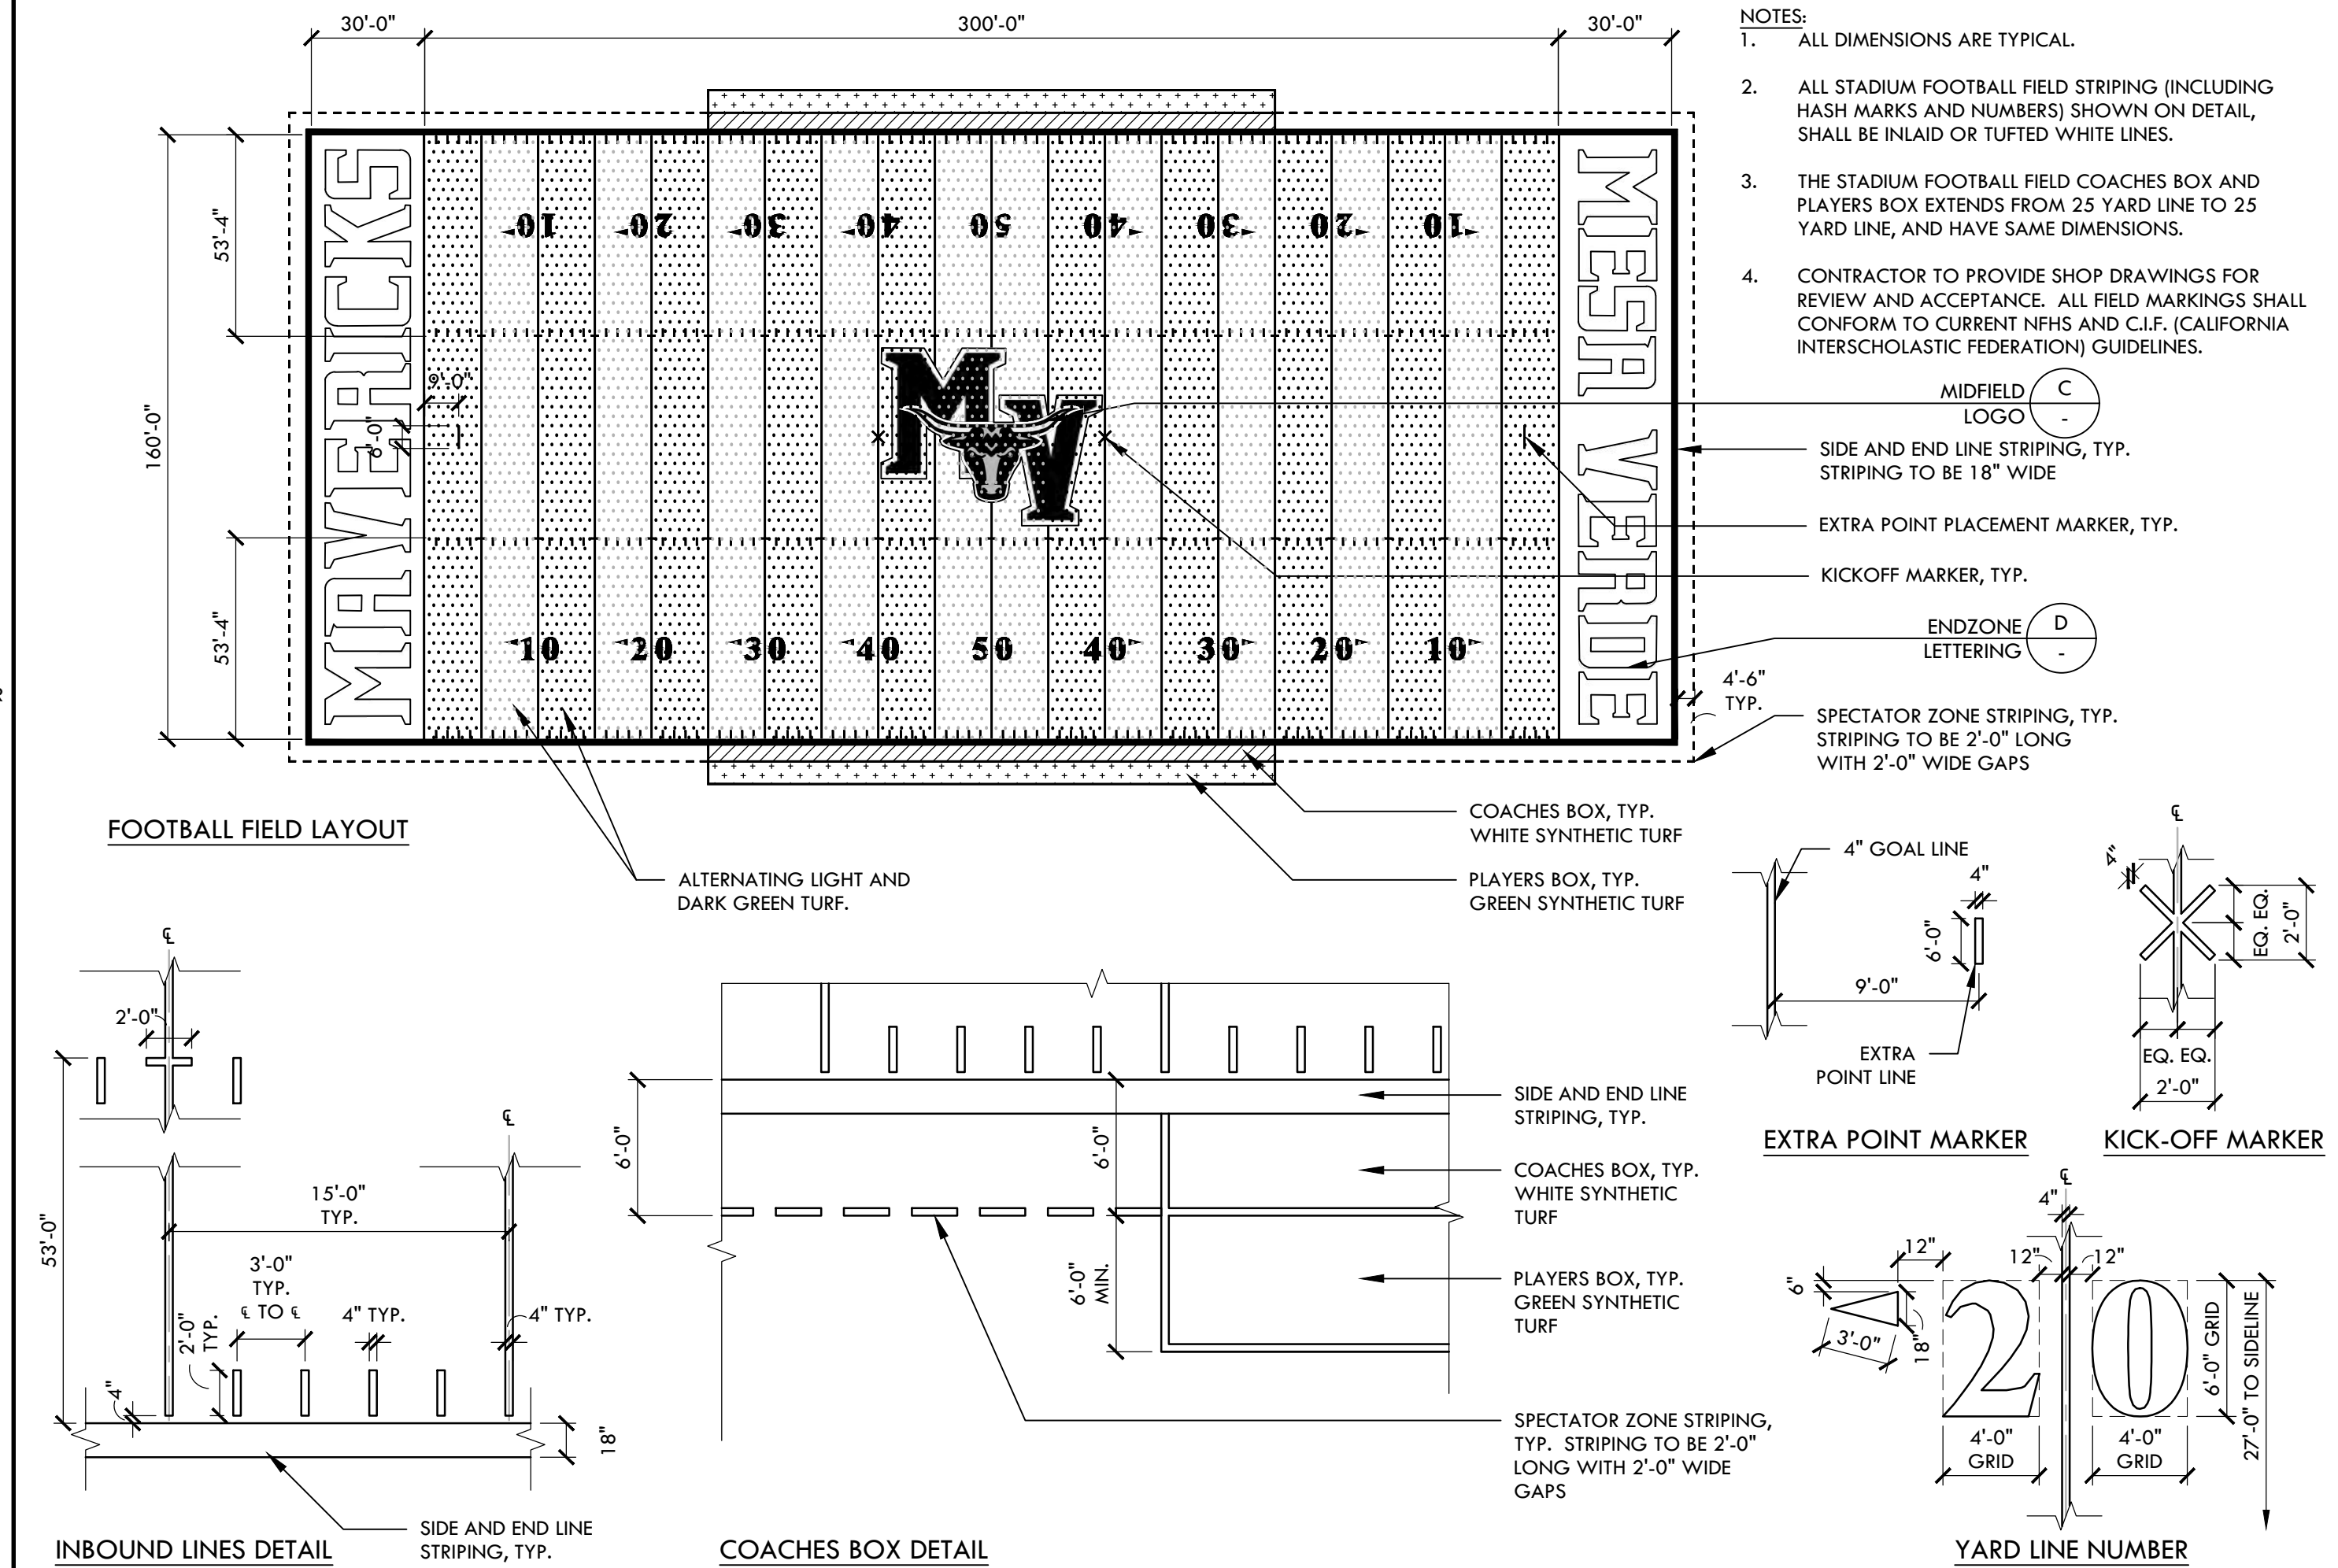 30'-0"
300'-0"
30'-0"
NOTES:
1. ALL DIMENSIONS ARE TYPICAL.
2. ALL STADIUM FOOTBALL FIELD STRIPING (INCLUDING
HASH MARKS AND NUMBERS) SHOWN ON DETAIL,
SHALL BE INLAID OR TUFTED WHITE LINES.
3. THE STADIUM FOOTBALL FIELD COACHES BOX AND
PLAYERS BOX EXTENDS FROM 25 YARD LINE TO 25
YARD LINE, AND HAVE SAME DIMENSIONS.
4. CONTRACTOR TO PROVIDE SHOP DRAWINGS FOR
REVIEW AND ACCEPTANCE. ALL FIELD MARKINGS SHALL
CONFORM TO CURRENT NFHS AND C.I.F. (CALIFORNIA
INTERSCHOLASTIC FEDERATION) GUIDELINES.
160'-0"
53'-4"
53'-4"
MAVERICKS
9'-0"
6'-0"
10 20 30 40 50 40 30 20 10
MV
10 20 30 40 50 40 30 20 10
MESA VERDE
MIDFIELD
LOGO
C
-
SIDE AND END LINE STRIPING, TYP.
STRIPING TO BE 18" WIDE
EXTRA POINT PLACEMENT MARKER, TYP.
KICKOFF MARKER, TYP.
ENDZONE
LETTERING
D
-
4'-6"
TYP.
SPECTATOR ZONE STRIPING, TYP.
STRIPING TO BE 2'-0" LONG
WITH 2'-0" WIDE GAPS
COACHES BOX, TYP.
WHITE SYNTHETIC TURF
PLAYERS BOX, TYP.
GREEN SYNTHETIC TURF
ALTERNATING LIGHT AND
DARK GREEN TURF.
FOOTBALL FIELD LAYOUT
℄
2'-0"
53'-0"
℄
15'-0"
TYP.
3'-0"
TYP.
℄ TO ℄
2'-0"
TYP.
4" TYP.
4" TYP.
4"
18"
SIDE AND END LINE
STRIPING, TYP.
INBOUND LINES DETAIL
6'-0"
6'-0"
6'-0"
MIN.
SIDE AND END LINE
STRIPING, TYP.
COACHES BOX, TYP.
WHITE SYNTHETIC
TURF
PLAYERS BOX, TYP.
GREEN SYNTHETIC
TURF
SPECTATOR ZONE STRIPING,
TYP. STRIPING TO BE 2'-0"
LONG WITH 2'-0" WIDE
GAPS
COACHES BOX DETAIL
4" GOAL LINE
4"
6'-0"
9'-0"
EXTRA
POINT LINE
EXTRA POINT MARKER
℄
4"
EQ. EQ.
2'-0"
EQ. EQ.
2'-0"
KICK-OFF MARKER
℄
4"
12"
12"
12"
6"
3'-0"
18"
20
6'-0" GRID
27'-0" TO SIDELINE
4'-0"
GRID
4'-0"
GRID
YARD LINE NUMBER